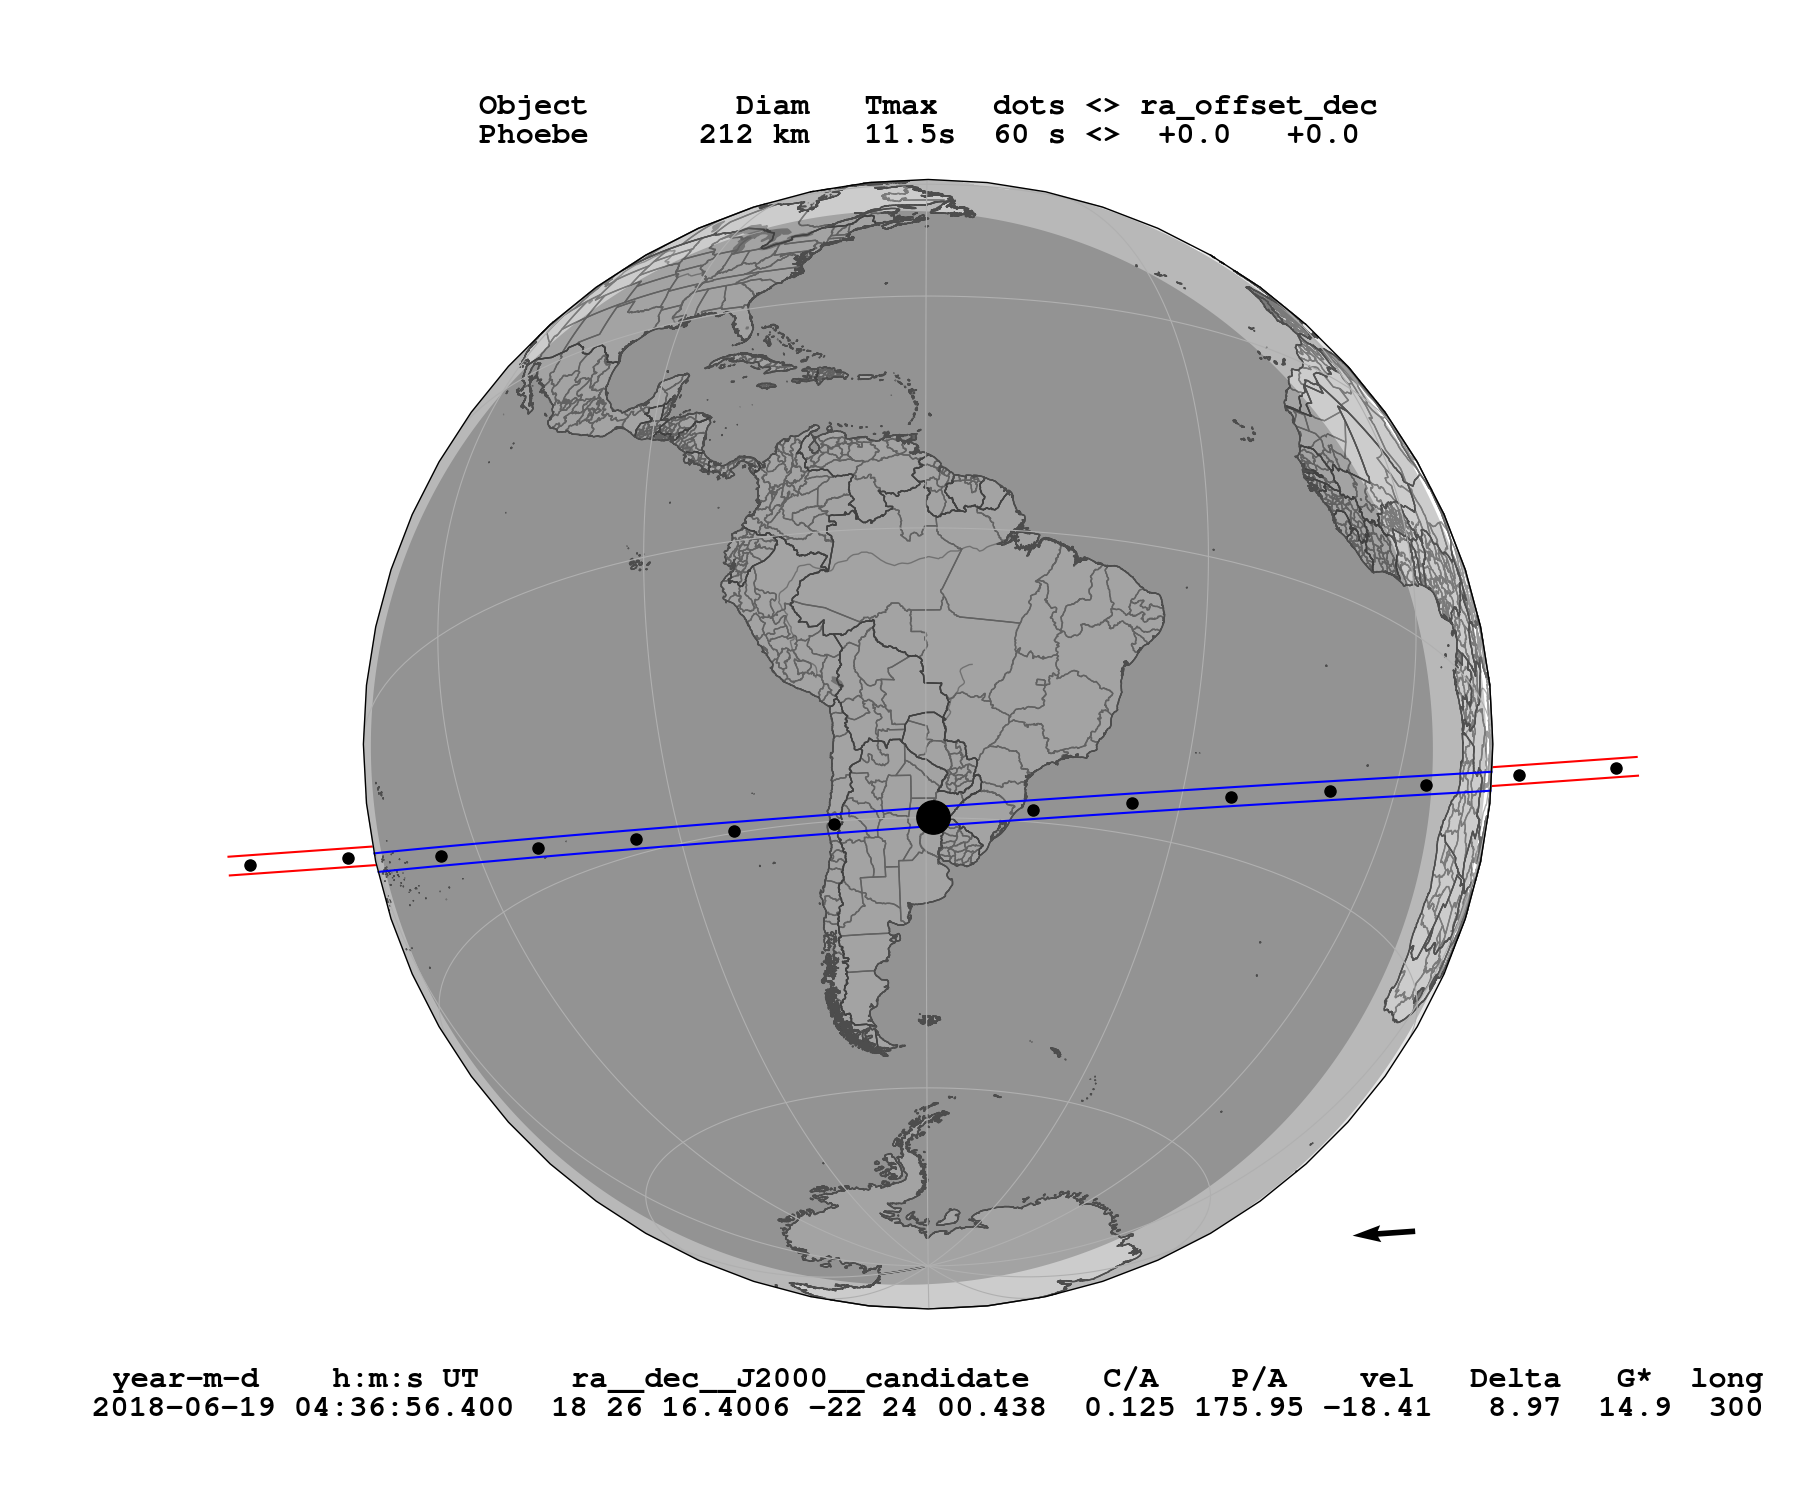 Object Diam Tmax dots <> ra_offset_dec
Phoebe 212 km 11.5s 60 s <> +0.0 +0.0
year-m-d h:m:s UT ra__dec__J2000__candidate C/A P/A vel Delta G* long
2018-06-19 04:36:56.400 18 26 16.4006 -22 24 00.438 0.125 175.95 -18.41 8.97 14.9 300